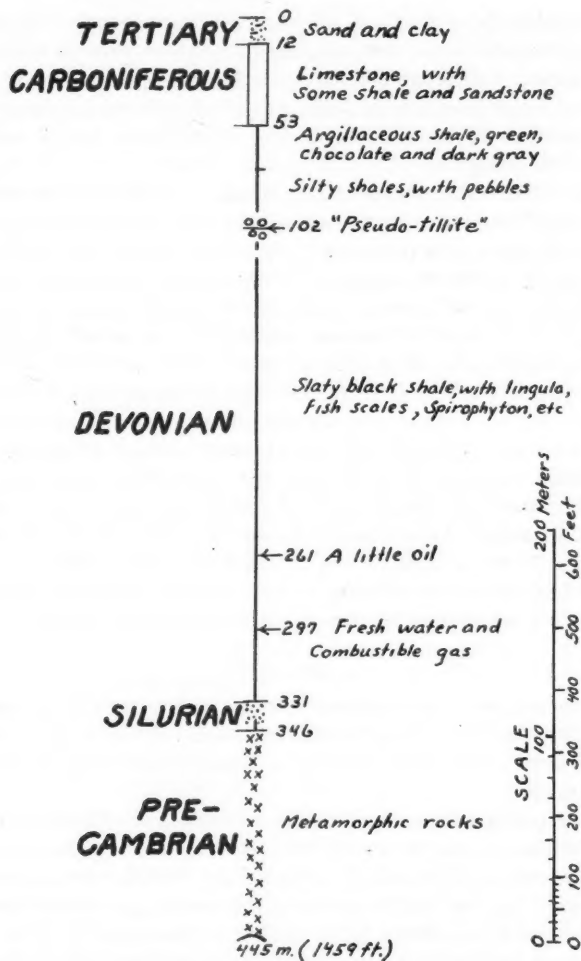 0
TERTIARY
Sand and clay
12
CARBONIFEROUS
Limestone, with
Some shale and sandstone
53
Argillaceous shale, green,
chocolate and dark gray
Silty shales, with pebbles
102 "Pseudo-tillite"
Slaty black shale, with lingula,
Fish scales, Spirophyton, etc
DEVONIAN
261 A little oil
297 Fresh water and
Combustible gas
331
SILURIAN
346
PRE-
CAMBRIAN
Metamorphic rocks
445 m. (1459 ft.)
SCALE
200 Meters
100
0
Feet
600
500
400
300
200
100
0